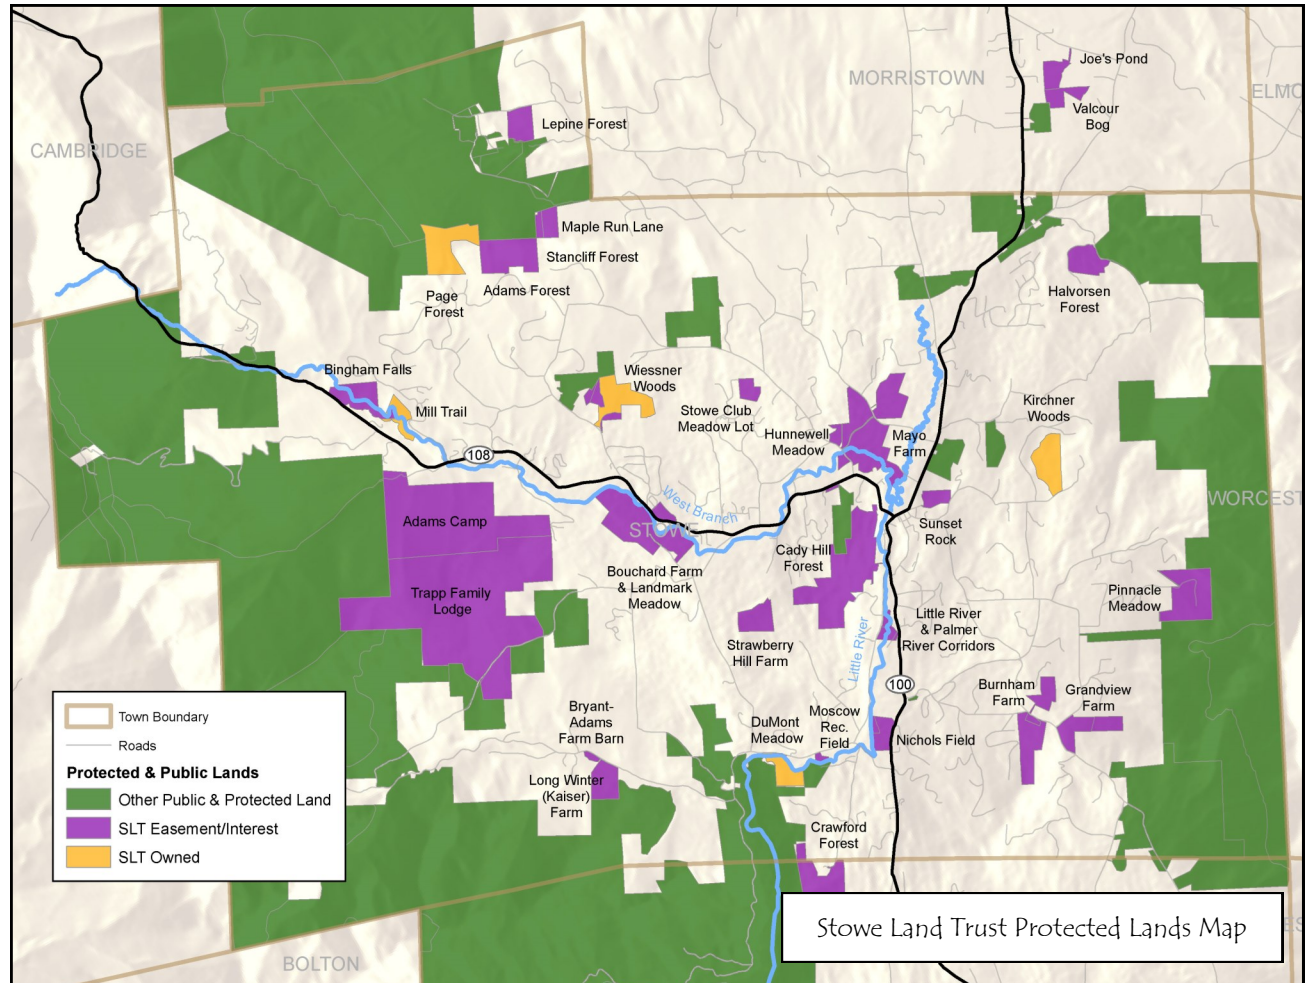 MORRISTOWN
Joe's Pond
ELMO
Valcour
Bog
Lepine Forest
CAMBRIDGE
Maple Run Lane
Stancliff Forest
Adams Forest
Page
Forest
Halvorsen
Forest
Bingham Falls
Mill Trail
Wiessner
Woods
Stowe Club
Meadow Lot
Hunnewell
Meadow
Mayo
Farm
Kirchner
Woods
108
West Branch
STOWE
WORCEST
Adams Camp
Sunset
Rock
Cady Hill
Forest
Bouchard Farm
& Landmark
Meadow
Trapp Family
Lodge
Pinnacle
Meadow
Strawberry
Hill Farm
Little River
Little River
& Palmer
River Corridors
100
Burnham
Farm
Grandview
Farm
Bryant-
Adams
Farm Barn
DuMont
Meadow
Moscow
Rec.
Field
Nichols Field
Long Winter
(Kaiser)
Farm
Crawford
Forest
Town Boundary
Roads
Protected & Public Lands
Other Public & Protected Land
SLT Easement/Interest
SLT Owned
Stowe Land Trust Protected Lands Map
BOLTON